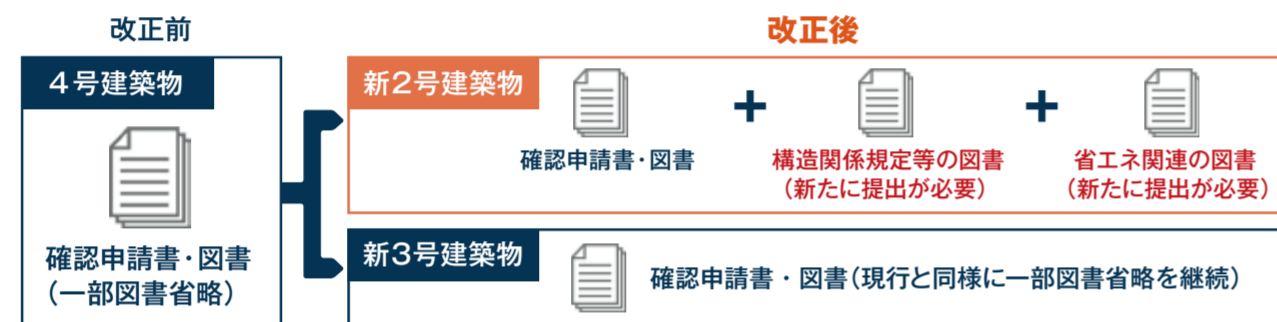 改正前
改正後
4号建築物
確認申請書・図書
(一部図書省略)
新2号建築物
+
+
確認申請書・図書
構造関係規定等の図書
(新たに提出が必要)
省エネ関連の図書
(新たに提出が必要)
新3号建築物
確認申請書・図書(現行と同様に一部図書省略を継続)